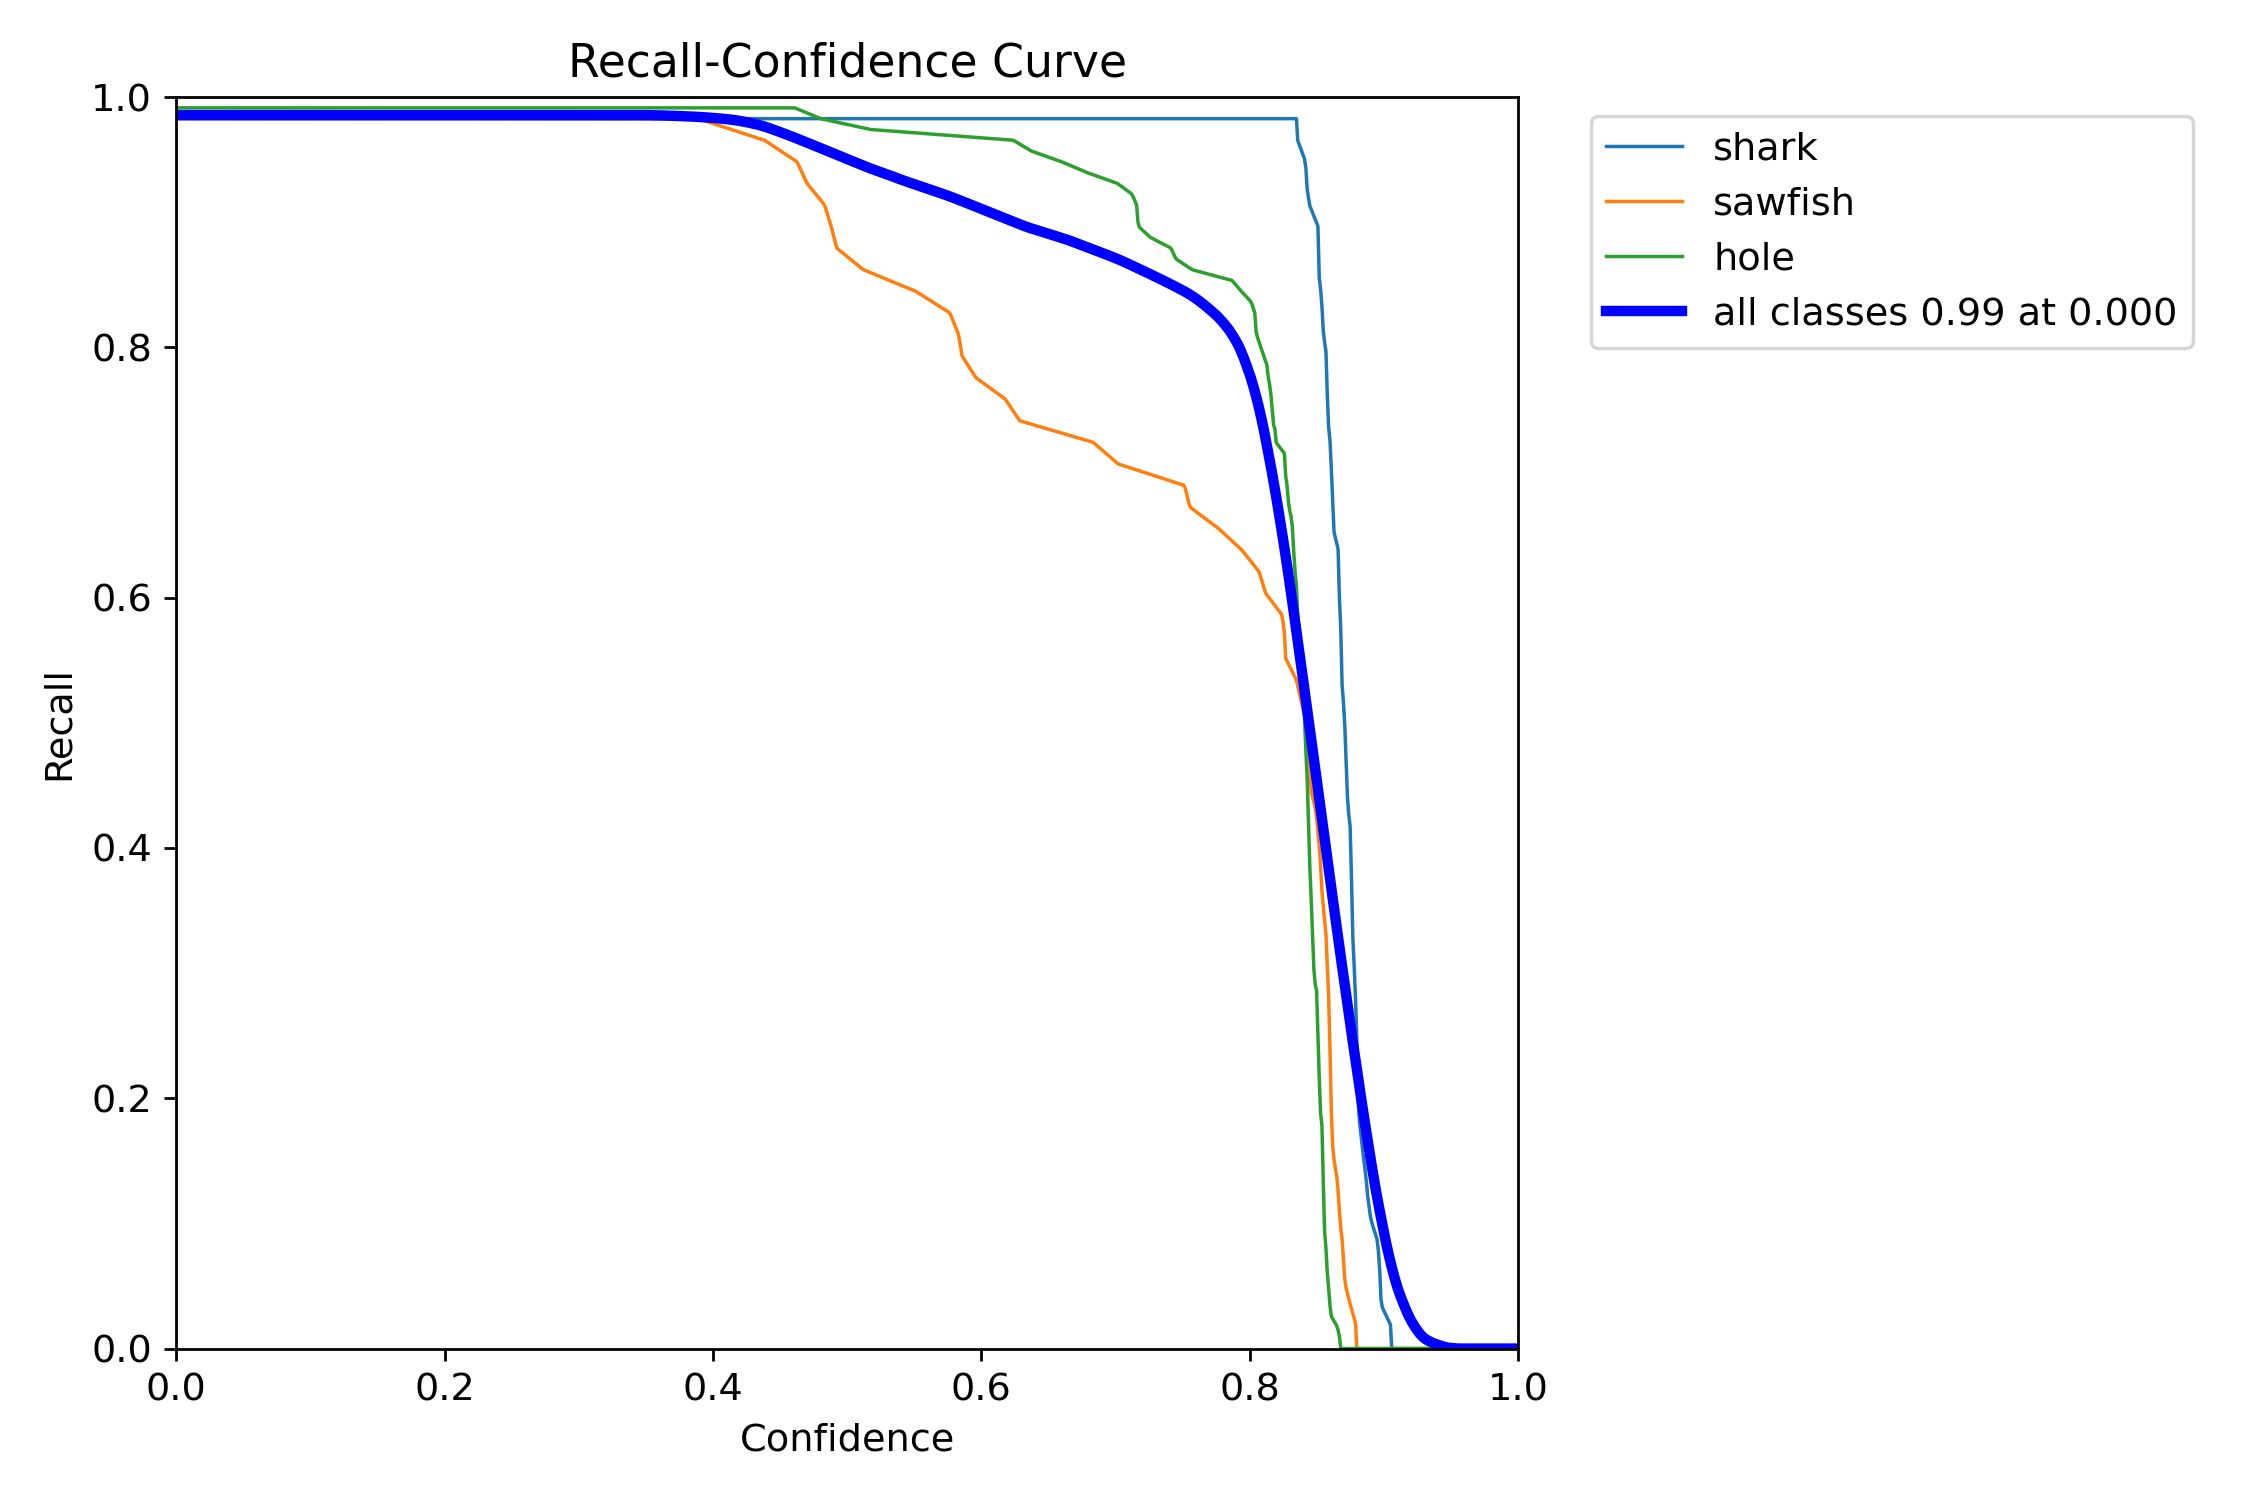 Recall-Confidence Curve
1.0
0.8
0.6
0.4
0.2
0.0
Recall
0.0 0.2 0.4 0.6 0.8 1.0
Confidence
shark
sawfish
hole
all classes 0.99 at 0.000